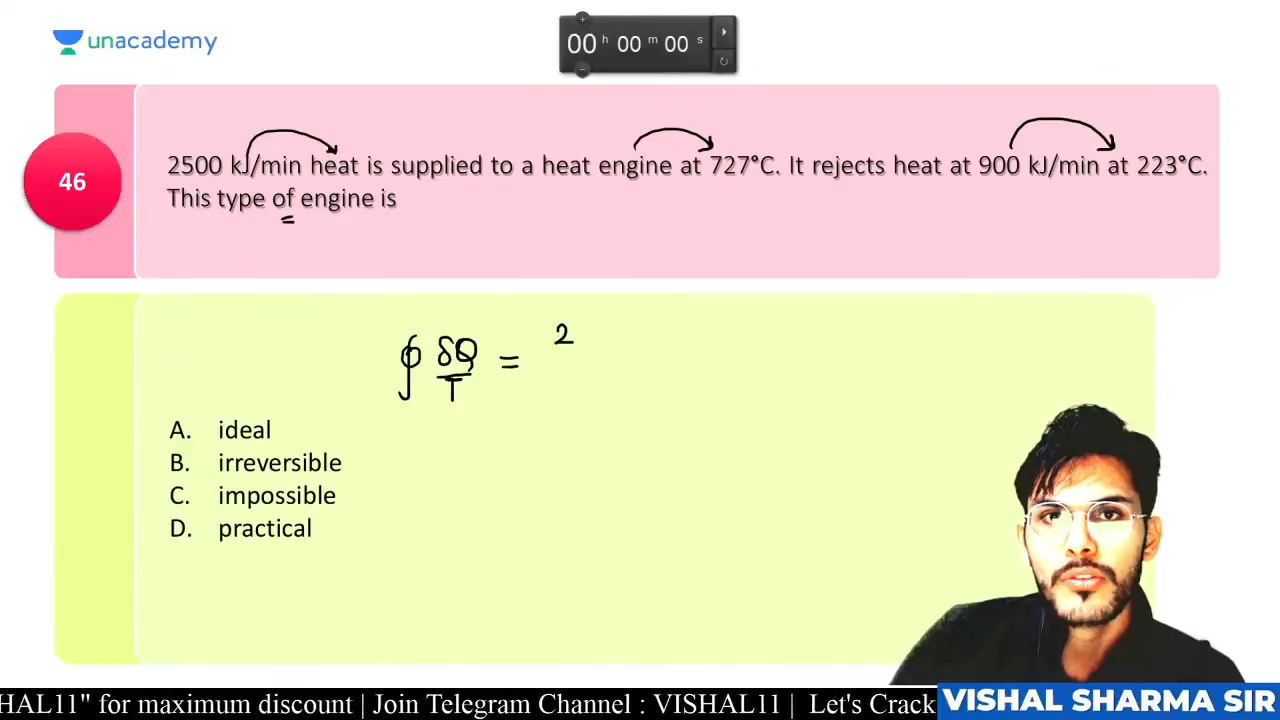 unacademy
00 h 00 m 00 s
46
2500 kJ/min heat is supplied to a heat engine at 727°C. It rejects heat at 900 kJ/min at 223°C.
This type of engine is
∮ δQ/T = 2
A. ideal
B. irreversible
C. impossible
D. practical
HAL11" for maximum discount | Join Telegram Channel : VISHAL11 | Let's Crack
VISHAL SHARMA SIR